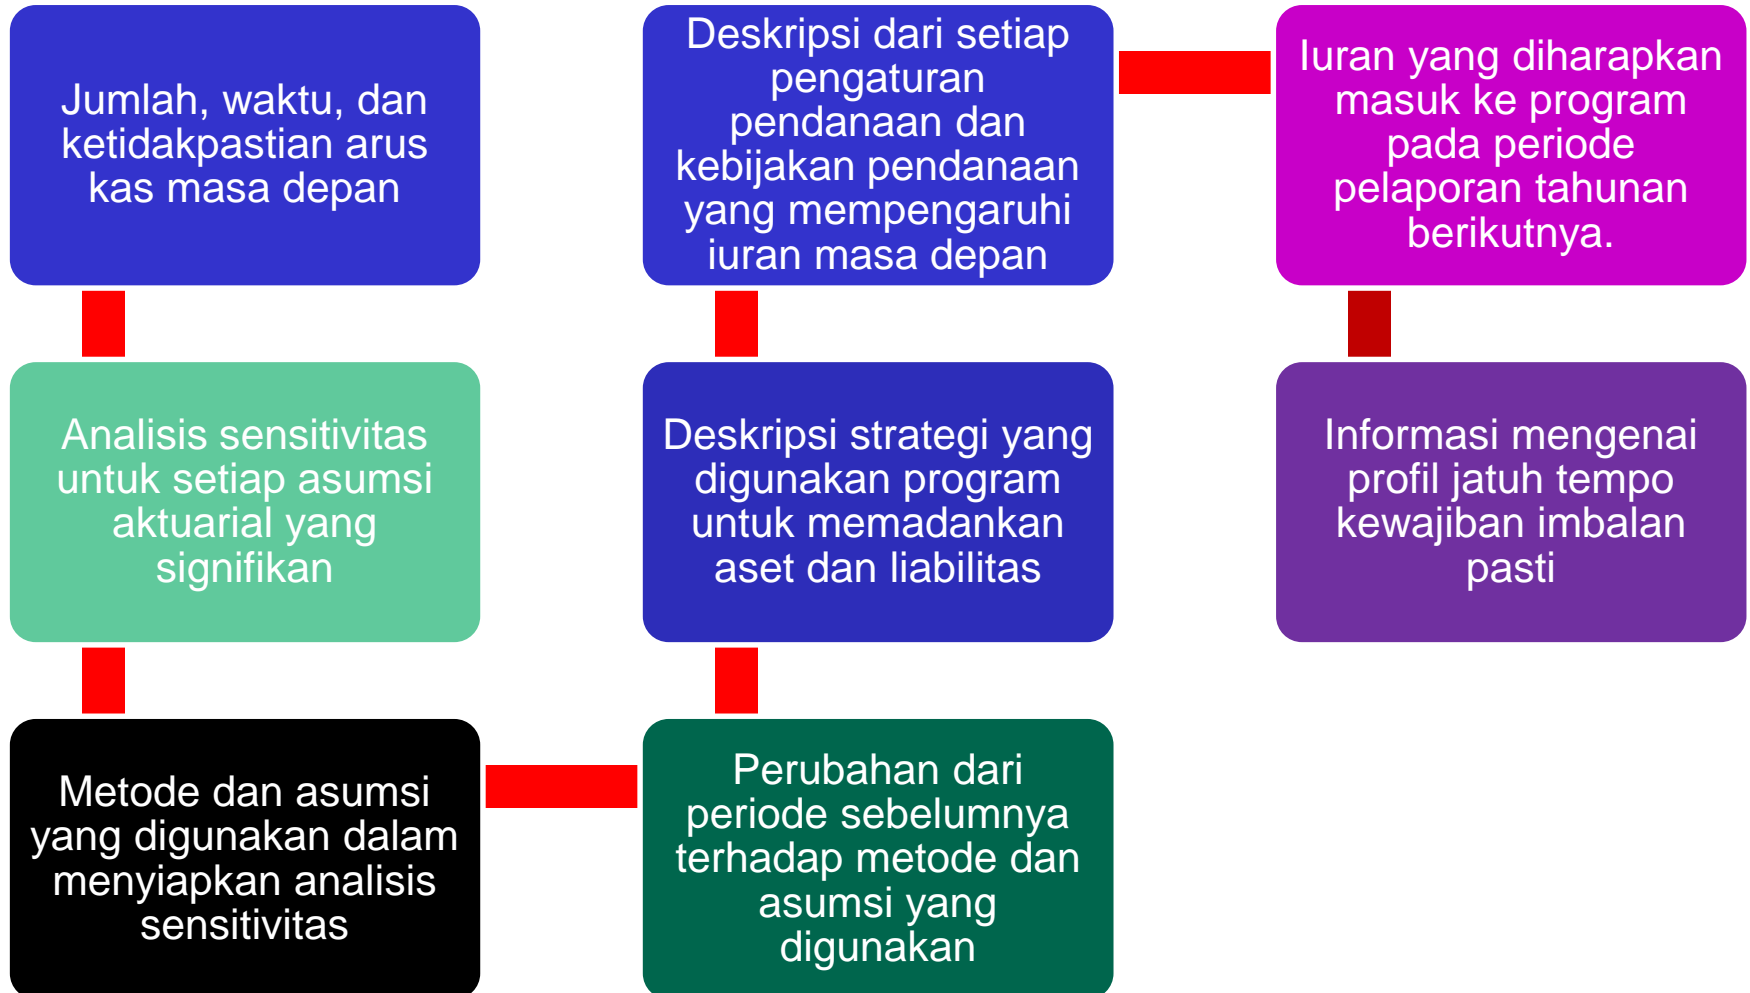 Jumlah, waktu, dan
ketidakpastian arus
kas masa depan
Analisis sensitivitas
untuk setiap asumsi
aktuarial yang
signifikan
Metode dan asumsi
yang digunakan dalam
menyiapkan analisis
sensitivitas
Perubahan dari
periode sebelumnya
terhadap metode dan
asumsi yang
digunakan
Deskripsi strategi yang
digunakan program
untuk memadankan
aset dan liabilitas
Deskripsi dari setiap
pengaturan
pendanaan dan
kebijakan pendanaan
yang mempengaruhi
iuran masa depan
Iuran yang diharapkan
masuk ke program
pada periode
pelaporan tahunan
berikutnya.
Informasi mengenai
profil jatuh tempo
kewajiban imbalan
pasti